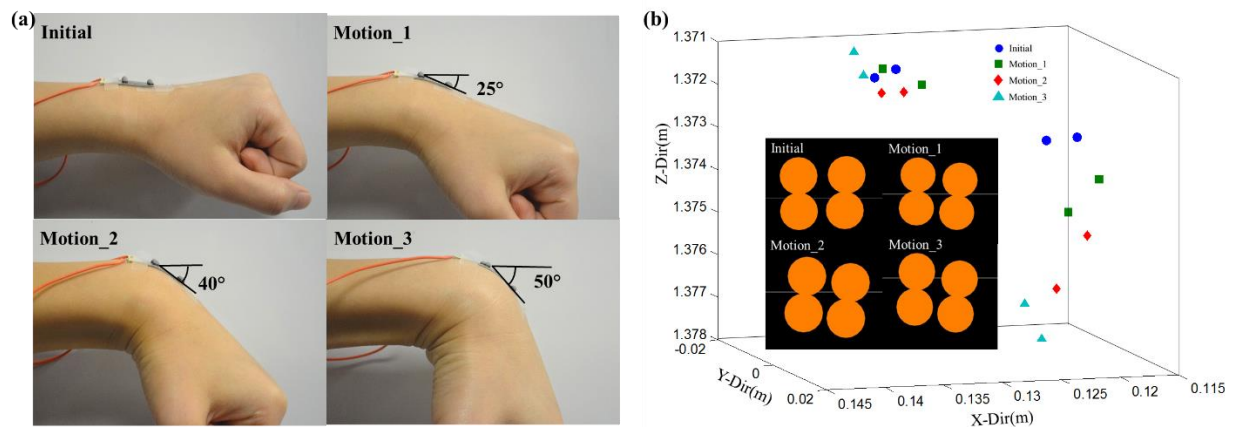 (a)
Initial
Motion_1
25°
Motion_2
40°
Motion_3
50°
(b)
1.371
1.372
1.373
1.374
1.375
1.376
1.377
1.378
Z-Dir(m)
-0.02
0
0.02
Y-Dir(m)
0.145
0.14
0.135
0.13
0.125
0.12
0.115
X-Dir(m)
Initial
Motion_1
Motion_2
Motion_3
Initial
Motion_1
Motion_2
Motion_3